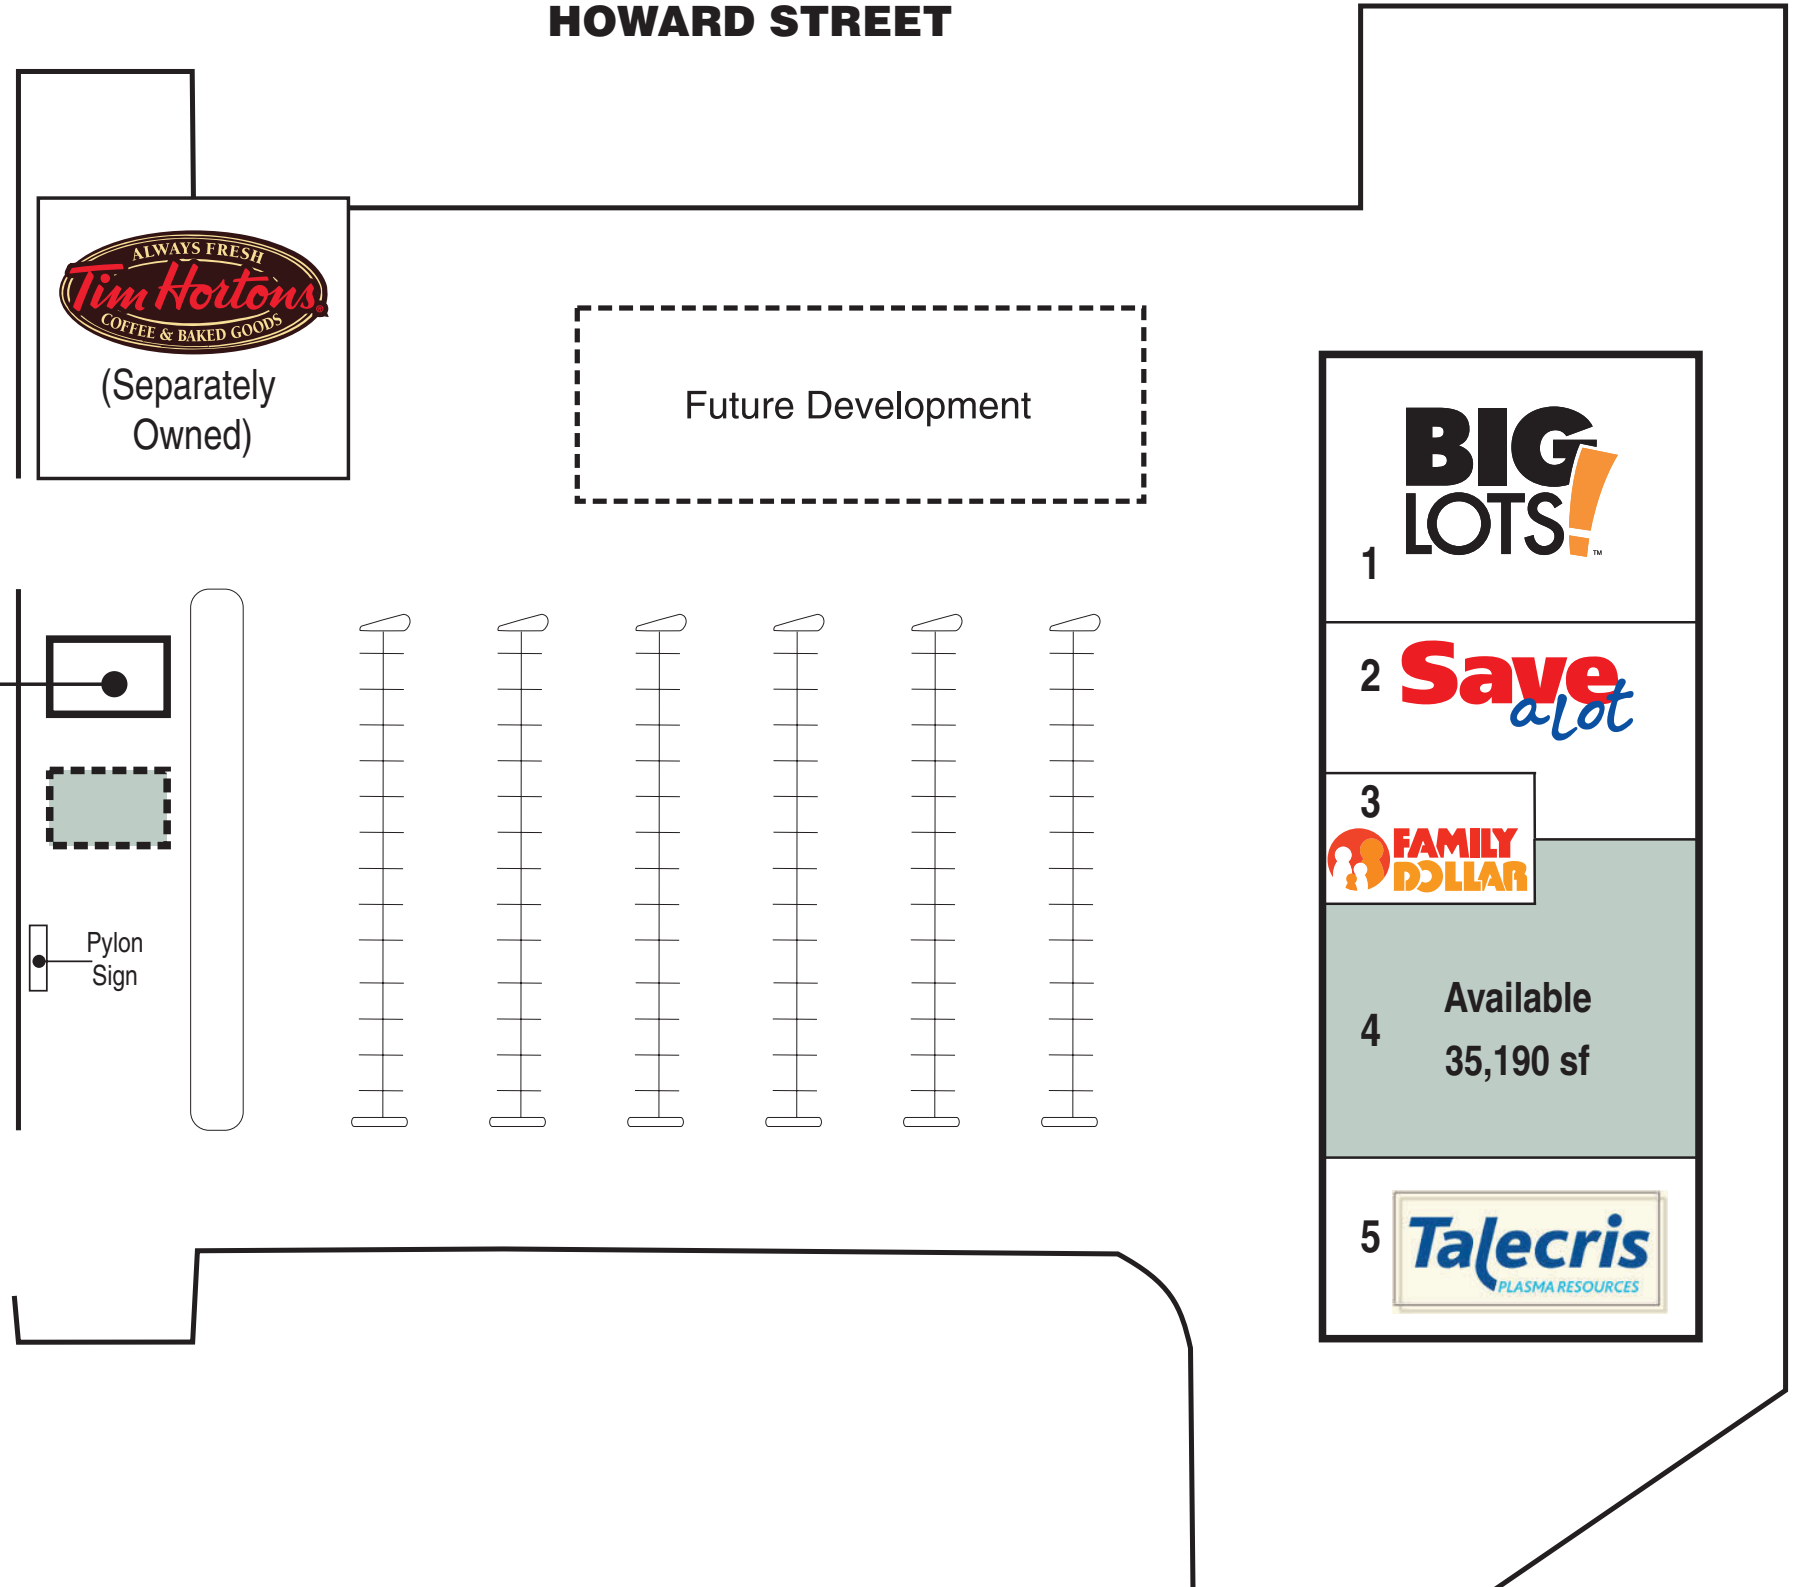 HOWARD STREET
ALWAYS FRESH
Tim Hortons
®
COFFEE & BAKED GOODS
(Separately
Owned)
Future Development
BIG
LOTS!
™
1
2
Save
a Lot
3
FAMILY
DOLLAR
Available
4
35,190 sf
Pylon
Sign
5
Talecris
PLASMA RESOURCES